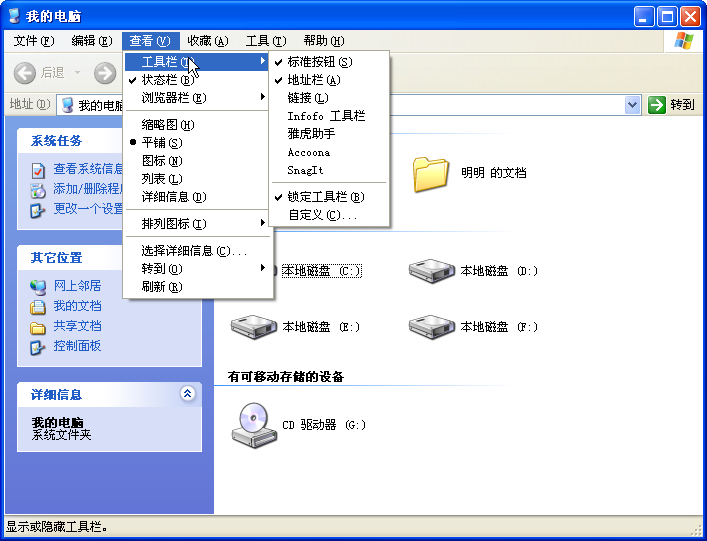 我的电脑
文件(F) 编辑(E) 查看(V) 收藏(A) 工具(T) 帮助(H)
后退
地址(D) 我的电脑 转到
工具栏(T)
状态栏(B)
浏览器栏(E)
缩略图(H)
平铺(S)
图标(N)
列表(L)
详细信息(D)
排列图标(I)
选择详细信息(C)...
转到(O)
刷新(R)
标准按钮(S)
地址栏(A)
链接(L)
Infofo 工具栏
雅虎助手
Accoona
SnagIt
锁定工具栏(B)
自定义(C)...
系统任务
查看系统信息
添加/删除程
更改一个设置
其它位置
网上邻居
我的文档
共享文档
控制面板
详细信息
我的电脑
系统文件夹
明明 的文档
本地磁盘 (C:)
本地磁盘 (D:)
本地磁盘 (E:)
本地磁盘 (F:)
有可移动存储的设备
CD 驱动器 (G:)
显示或隐藏工具栏。